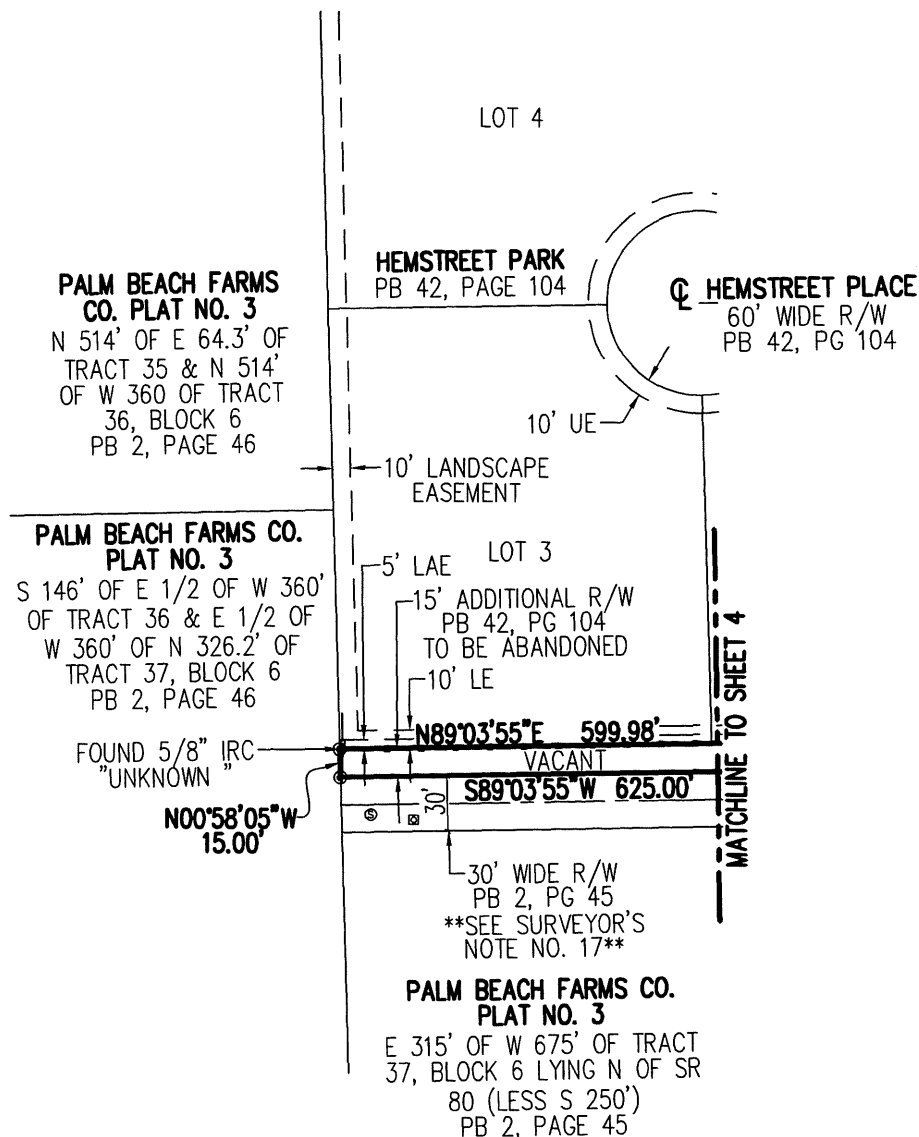 LOT 4
HEMSTREET PARK
PB 42, PAGE 104
℄ HEMSTREET PLACE
60' WIDE R/W
PB 42, PG 104
PALM BEACH FARMS
CO. PLAT NO. 3
N 514' OF E 64.3' OF
TRACT 35 & N 514'
OF W 360 OF TRACT
36, BLOCK 6
PB 2, PAGE 46
10' UE
10' LANDSCAPE
EASEMENT
PALM BEACH FARMS CO.
PLAT NO. 3
S 146' OF E 1/2 OF W 360'
OF TRACT 36 & E 1/2 OF
W 360' OF N 326.2' OF
TRACT 37, BLOCK 6
PB 2, PAGE 46
LOT 3
5' LAE
15' ADDITIONAL R/W
PB 42, PG 104
TO BE ABANDONED
10' LE
MATCHLINE TO SHEET 4
N89°03'55"E 599.98'
FOUND 5/8" IRC
"UNKNOWN "
VACANT
S89°03'55"W 625.00'
N00°58'05"W
15.00'
30'
S
30' WIDE R/W
PB 2, PG 45
**SEE SURVEYOR'S
NOTE NO. 17**
PALM BEACH FARMS CO.
PLAT NO. 3
E 315' OF W 675' OF TRACT
37, BLOCK 6 LYING N OF SR
80 (LESS S 250')
PB 2, PAGE 45